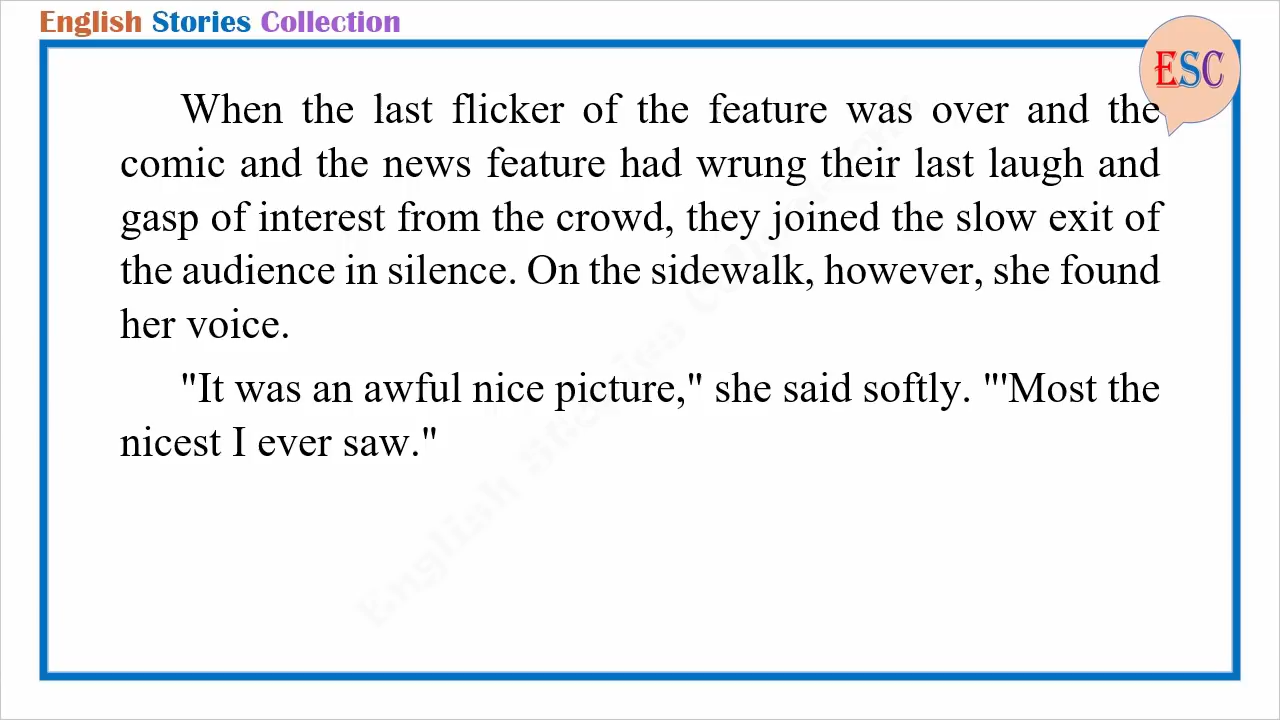 English Stories Collection
ESC
When the last flicker of the feature was over and the
comic and the news feature had wrung their last laugh and
gasp of interest from the crowd, they joined the slow exit of
the audience in silence. On the sidewalk, however, she found
her voice.
"It was an awful nice picture," she said softly. "'Most the
nicest I ever saw."
English Stories Collection